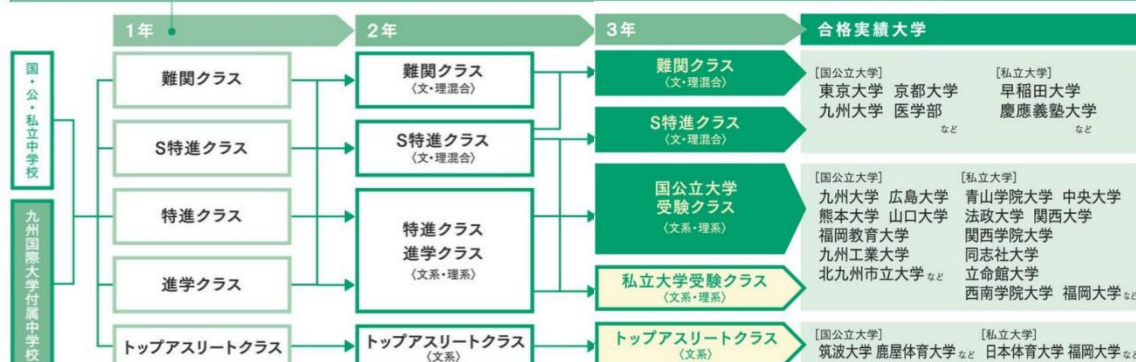 1年
2年
3年
合格実績大学
国・公・私立中学校
九州国際大学付属中学校
難関クラス
S特進クラス
特進クラス
進学クラス
トップアスリートクラス
難関クラス
〈文・理混合〉
S特進クラス
〈文・理混合〉
特進クラス
進学クラス
〈文系・理系〉
トップアスリートクラス
〈文系〉
難関クラス
〈文・理混合〉
S特進クラス
〈文・理混合〉
国公立大学
受験クラス
〈文系・理系〉
私立大学受験クラス
〈文系・理系〉
トップアスリートクラス
〈文系〉
[国公立大学]
東京大学 京都大学
九州大学 医学部
など
[私立大学]
早稲田大学
慶應義塾大学
など
[国公立大学]
九州大学 広島大学
熊本大学 山口大学
福岡教育大学
九州工業大学
北九州市立大学 など
[私立大学]
青山学院大学 中央大学
法政大学 関西大学
関西学院大学
同志社大学
立命館大学
西南学院大学 福岡大学 など
[国公立大学]
筑波大学 鹿屋体育大学 など
[私立大学]
日本体育大学 福岡大学 など